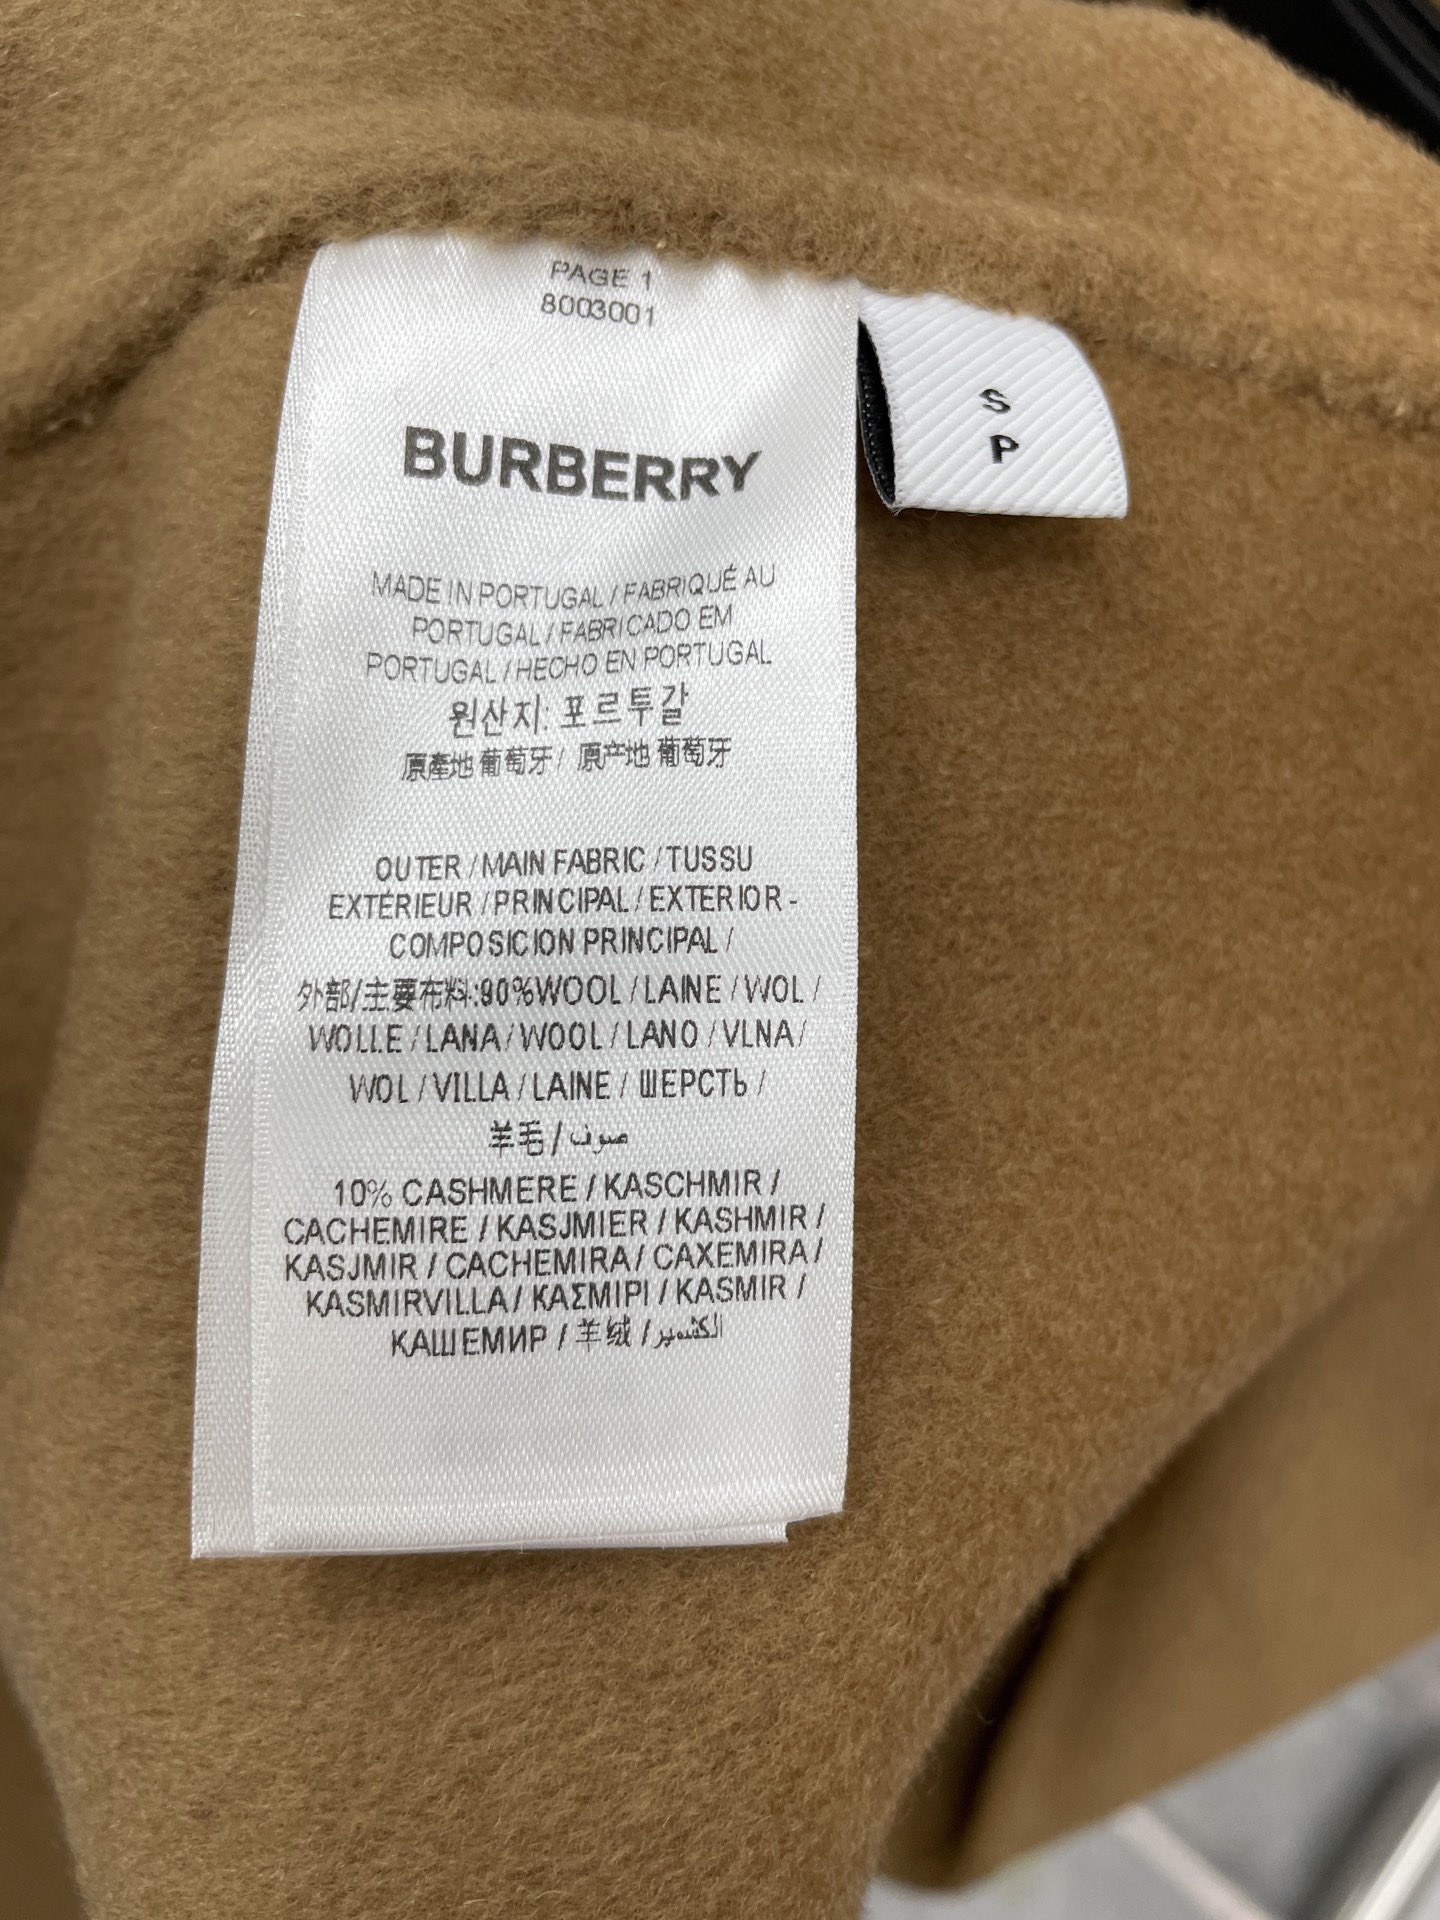 PAGE 1
8003001
S
P
BURBERRY
MADE IN PORTUGAL / FABRIQUÉ AU
PORTUGAL / FABRICADO EM
PORTUGAL / HECHO EN PORTUGAL
원산지: 포르투갈
原產地 葡萄牙 / 原产地 葡萄牙
OUTER / MAIN FABRIC / TUSSU
EXTÉRIEUR / PRINCIPAL / EXTERIOR -
COMPOSICION PRINCIPAL /
外部/主要布料:90%WOOL / LAINE / WOL /
WOLLE / LANA / WOOL / LANO / VLNA /
WOL / VILLA / LAINE / ШЕРСТЬ /
羊毛 / صوف
10% CASHMERE / KASCHMIR /
CACHEMIRE / KASJMIER / KASHMIR /
KASJMIR / CACHEMIRA / CAXEMIRA /
KASMIRVILLA / ΚΑΣΜΙΡΙ / KASMIR /
КАШЕМИР / 羊绒 / الكشمير